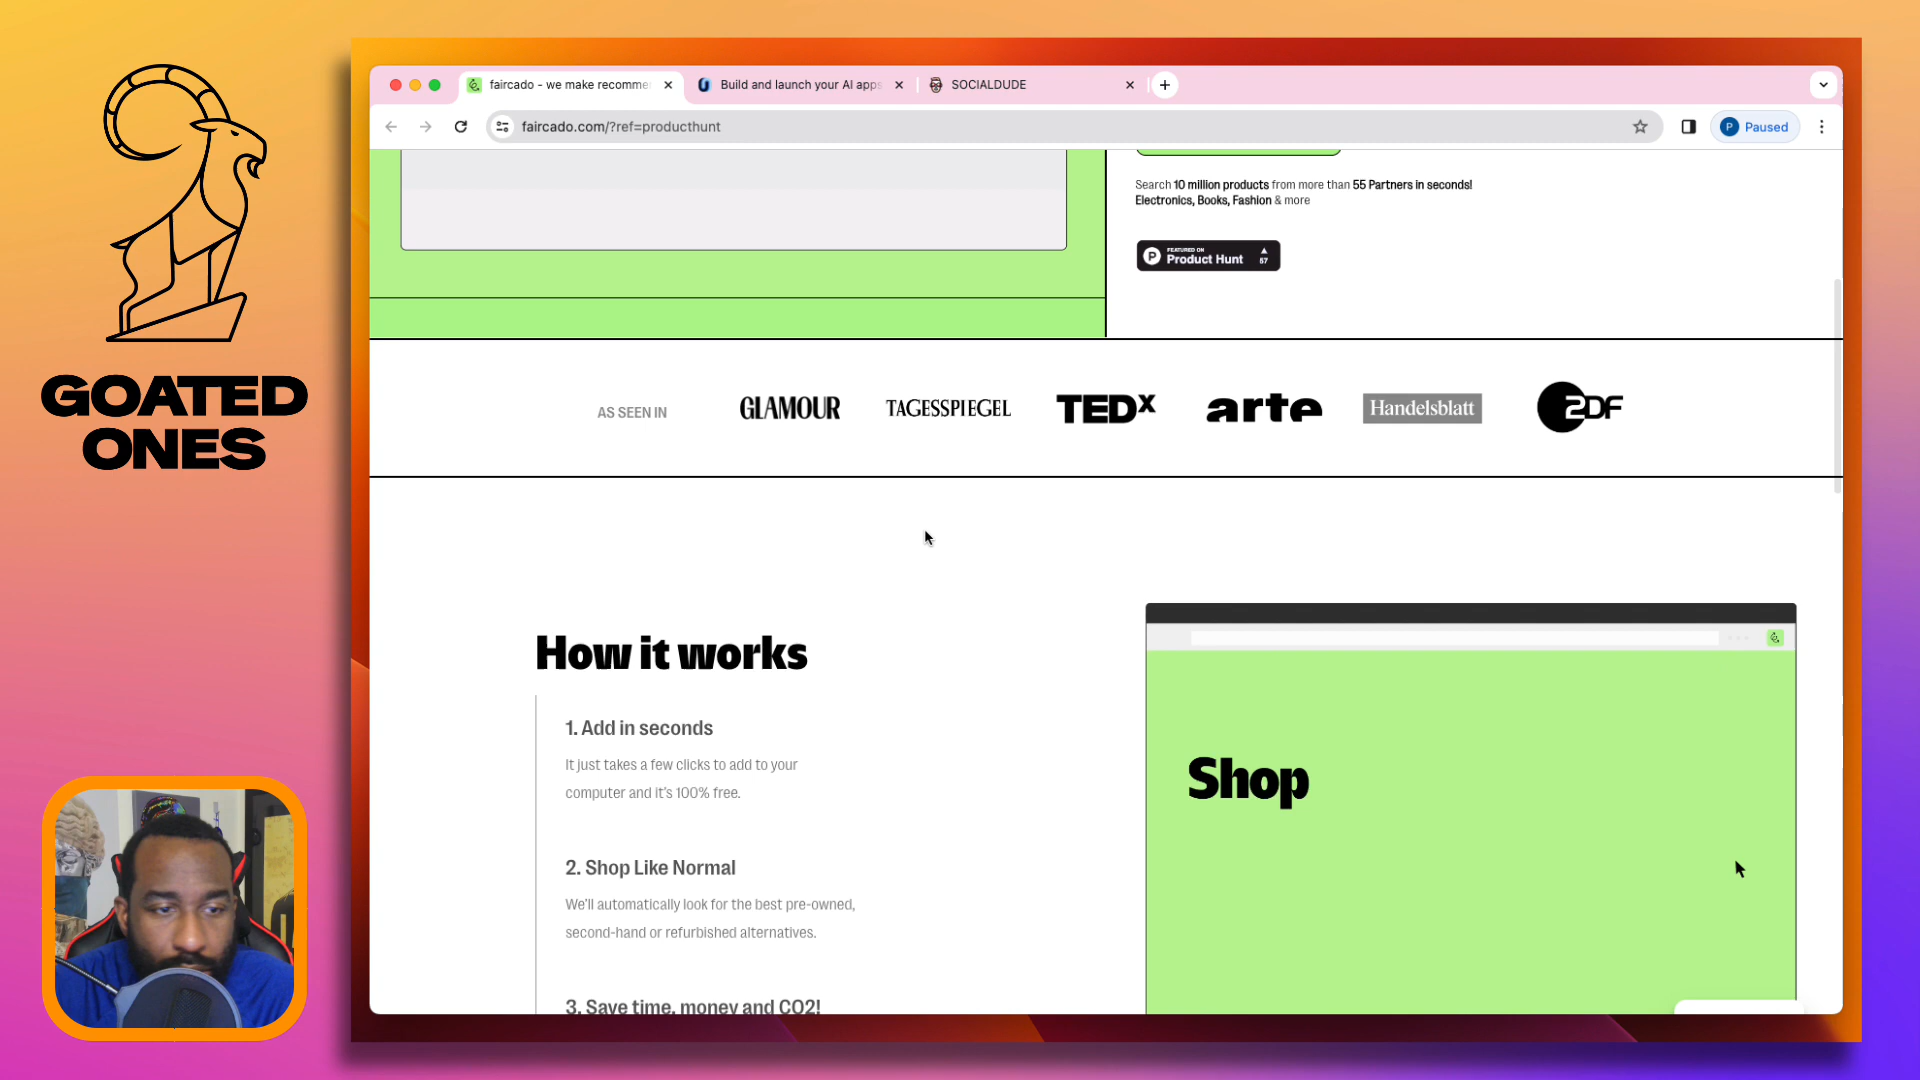 GOATED
ONES
faircado - we make recomme
Build and launch your AI apps
SOCIALDUDE
faircado.com/?ref=producthunt
P Paused
Search 10 million products from more than 55 Partners in seconds!
Electronics, Books, Fashion & more
P FEATURED ON
Product Hunt 57
AS SEEN IN GLAMOUR TAGESSPIEGEL TEDx arte Handelsblatt ZDF
How it works
1. Add in seconds
It just takes a few clicks to add to your
computer and it's 100% free.
2. Shop Like Normal
We'll automatically look for the best pre-owned,
second-hand or refurbished alternatives.
3. Save time, money and CO2!
Shop